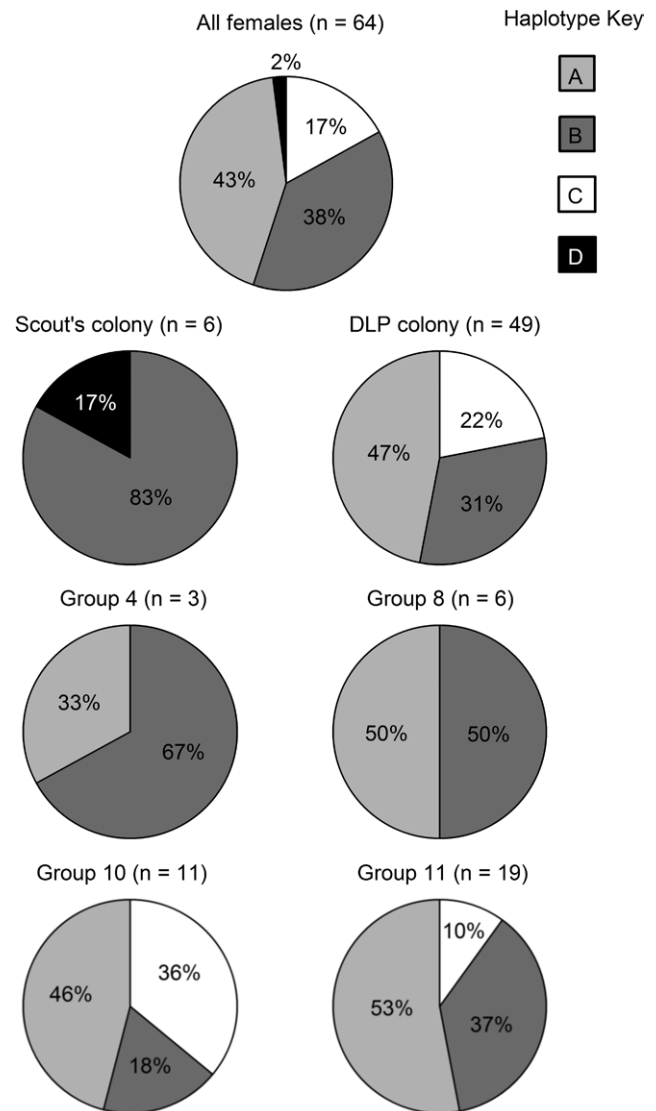 All females (n = 64)
Haplotype Key
2%
17%
43%
38%
A
B
C
D
Scout's colony (n = 6)
DLP colony (n = 49)
17%
83%
22%
47%
31%
Group 4 (n = 3)
Group 8 (n = 6)
33%
67%
50%
50%
Group 10 (n = 11)
Group 11 (n = 19)
46%
36%
18%
10%
53%
37%